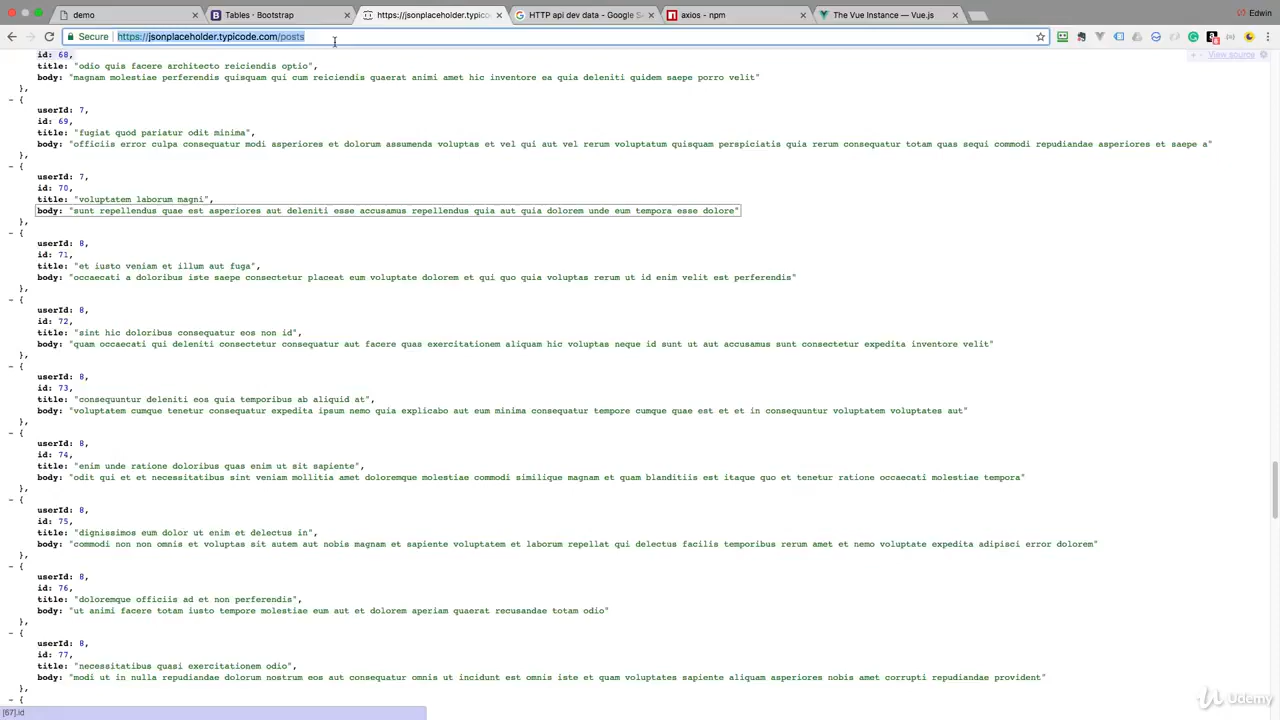 demo
Tables · Bootstrap
https://jsonplaceholder.typico
HTTP api dev data - Google S
axios - npm
The Vue Instance — Vue.js
Edwin
Secure
https://jsonplaceholder.typicode.com/posts
+ - View source
id: 68,
title: "odio quis facere architecto reiciendis optio",
body: "magnam molestiae perferendis quisquam qui cum reiciendis quaerat animi amet hic inventore ea quia deleniti quidem saepe porro velit"
},
- {
userId: 7,
id: 69,
title: "fugiat quod pariatur odit minima",
body: "officiis error culpa consequatur modi asperiores et dolorum assumenda voluptas et vel qui aut vel rerum voluptatum quisquam perspiciatis quia rerum consequatur totam quas sequi commodi repudiandae asperiores et saepe a"
},
- {
userId: 7,
id: 70,
title: "voluptatem laborum magni",
body: "sunt repellendus quae est asperiores aut deleniti esse accusamus repellendus quia aut quia dolorem unde eum tempora esse dolore"
},
- {
userId: 8,
id: 71,
title: "et iusto veniam et illum aut fuga",
body: "occaecati a doloribus iste saepe consectetur placeat eum voluptate dolorem et qui quo quia voluptas rerum ut id enim velit est perferendis"
},
- {
userId: 8,
id: 72,
title: "sint hic doloribus consequatur eos non id",
body: "quam occaecati qui deleniti consectetur consequatur aut facere quas exercitationem aliquam hic voluptas neque id sunt ut aut accusamus sunt consectetur expedita inventore velit"
},
- {
userId: 8,
id: 73,
title: "consequuntur deleniti eos quia temporibus ab aliquid at",
body: "voluptatem cumque tenetur consequatur expedita ipsum nemo quia explicabo aut eum minima consequatur tempore cumque quae est et et in consequuntur voluptatem voluptates aut"
},
- {
userId: 8,
id: 74,
title: "enim unde ratione doloribus quas enim ut sit sapiente",
body: "odit qui et et necessitatibus sint veniam mollitia amet doloremque molestiae commodi similique magnam et quam blanditiis est itaque quo et tenetur ratione occaecati molestiae tempora"
},
- {
userId: 8,
id: 75,
title: "dignissimos eum dolor ut enim et delectus in",
body: "commodi non non omnis et voluptas sit autem aut nobis magnam et sapiente voluptatem et laborum repellat qui delectus facilis temporibus rerum amet et nemo voluptate expedita adipisci error dolorem"
},
- {
userId: 8,
id: 76,
title: "doloremque officiis ad et non perferendis",
body: "ut animi facere totam iusto tempore molestiae eum aut et dolorem aperiam quaerat recusandae totam odio"
},
- {
userId: 8,
id: 77,
title: "necessitatibus quasi exercitationem odio",
body: "modi ut in nulla repudiandae dolorum nostrum eos aut consequatur omnis ut incidunt est omnis iste et quam voluptates sapiente aliquam asperiores nobis amet corrupti repudiandae provident"
},
- {
[67].id
Udemy